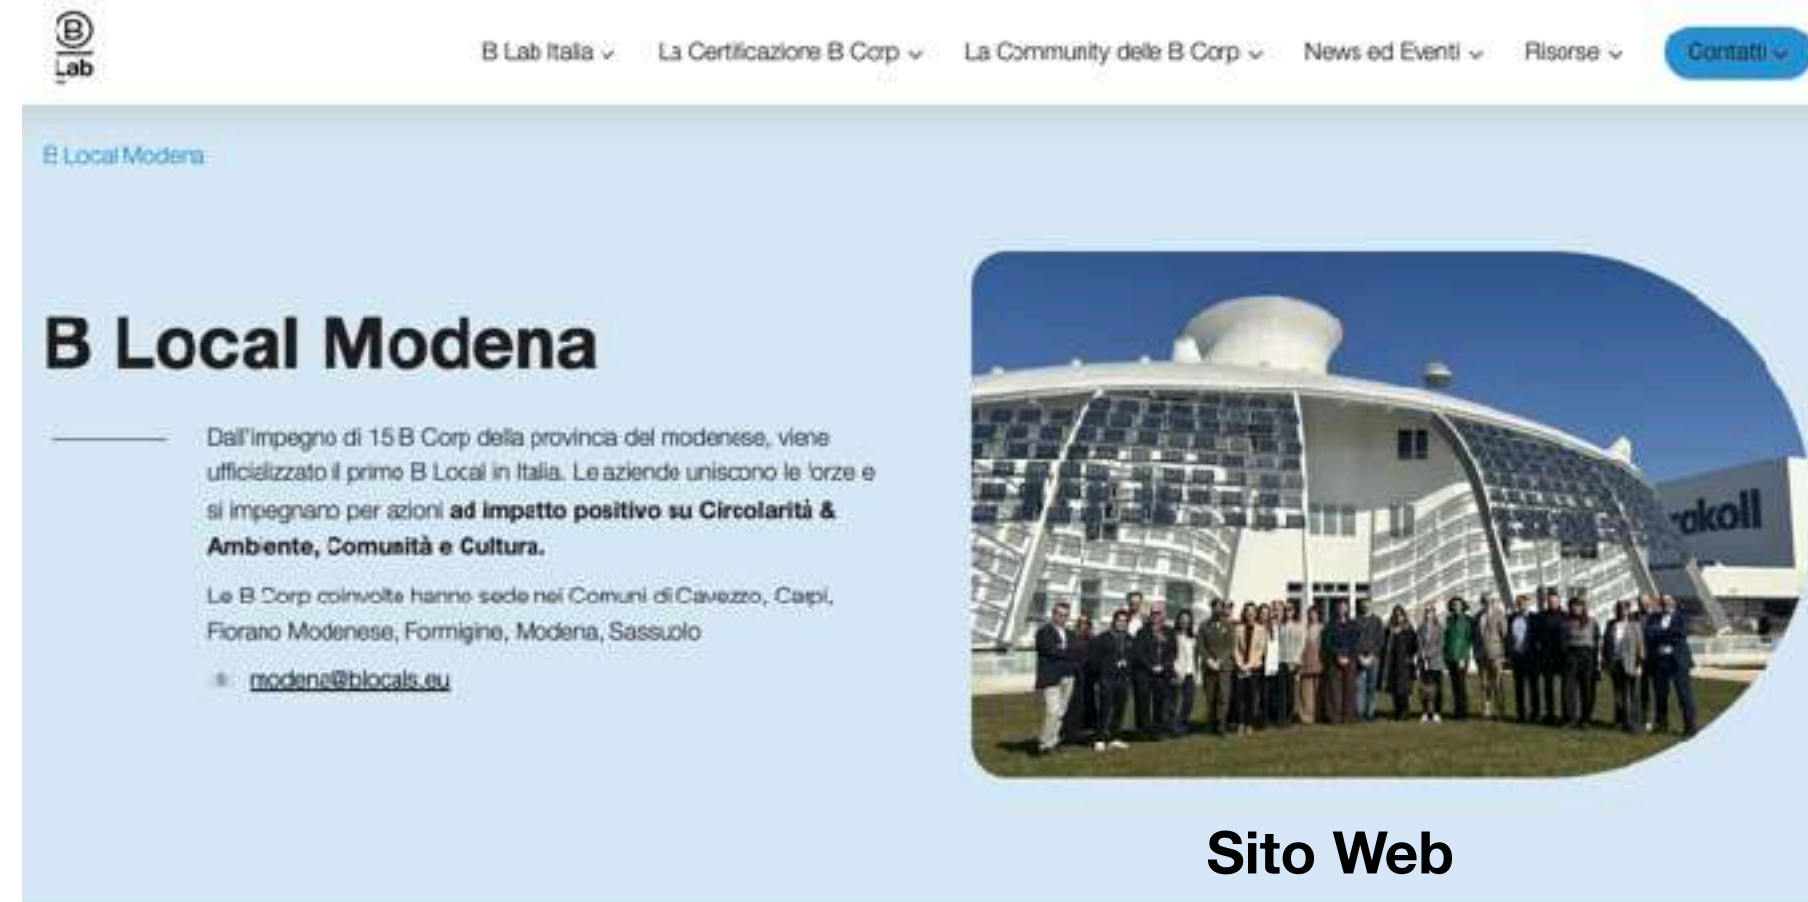 B
Lab
B Lab Italia
La Certificazione B Corp
La Community delle B Corp
News ed Eventi
Risorse
Contatti
B Local Modena
B Local Modena
Dall'impegno di 15 B Corp della provincia del modenese, viene
ufficializzato il primo B Local in Italia. Le aziende uniscono le forze e
si impegnano per azioni ad impatto positivo su Circolarità &
Ambiente, Comunità e Cultura.
Le B Corp coinvolte hanno sede nei Comuni di Cavezzo, Carpi,
Fiorano Modenese, Formigine, Modena, Sassuolo
modena@blocals.eu
rakoll
Sito Web